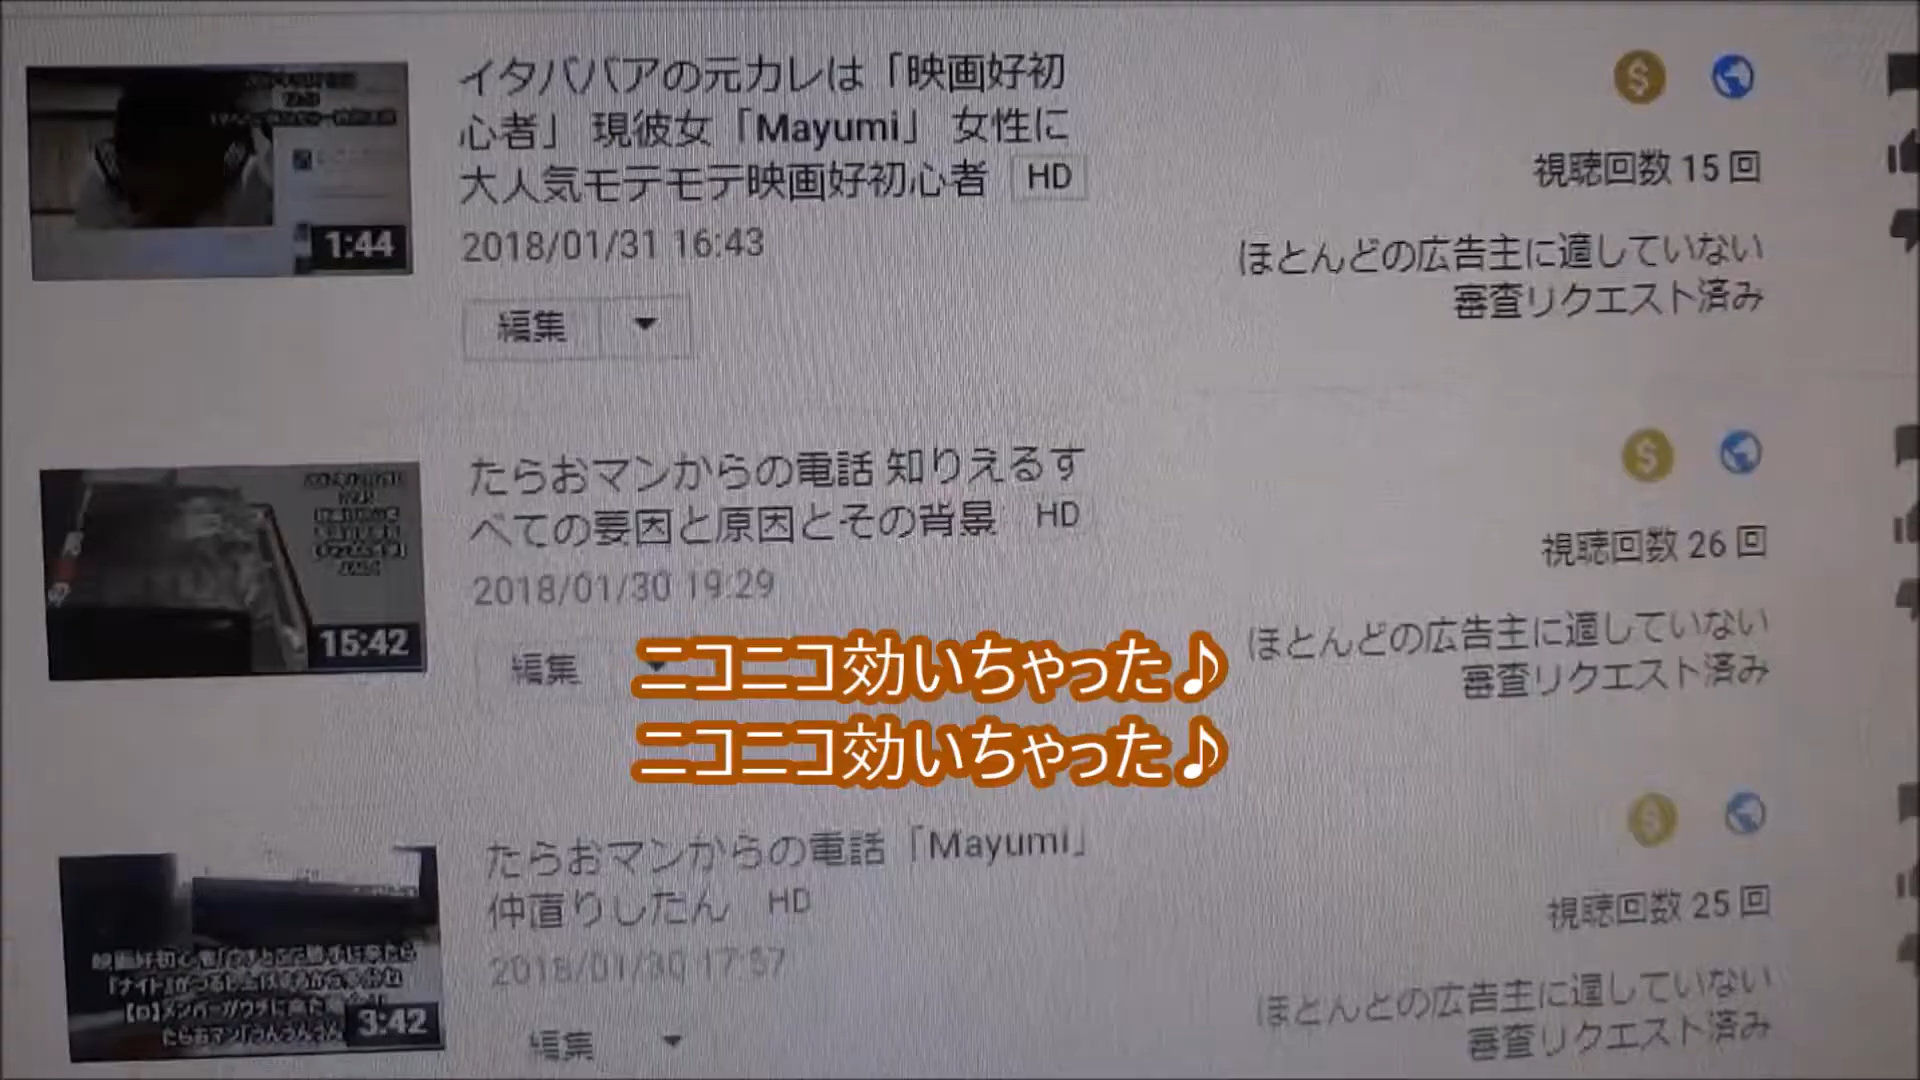 イタババアの元カレは「映画好初
心者」 現彼女「Mayumi」 女性に
大人気モテモテ映画好初心者 HD
2018/01/31 16:43
編集
1:44
視聴回数 15 回
ほとんどの広告主に適していない
審査リクエスト済み
たらおマンからの電話 知りえるす
べての要因と原因とその背景 HD
2018/01/30 19:29
編集
15:42
視聴回数 26 回
ほとんどの広告主に適していない
審査リクエスト済み
ニコニコ効いちゃった♪
ニコニコ効いちゃった♪
たらおマンからの電話「Mayumi」
仲直りしたん HD
2018/01/30 17:57
編集
3:42
視聴回数 25 回
ほとんどの広告主に適していない
審査リクエスト済み